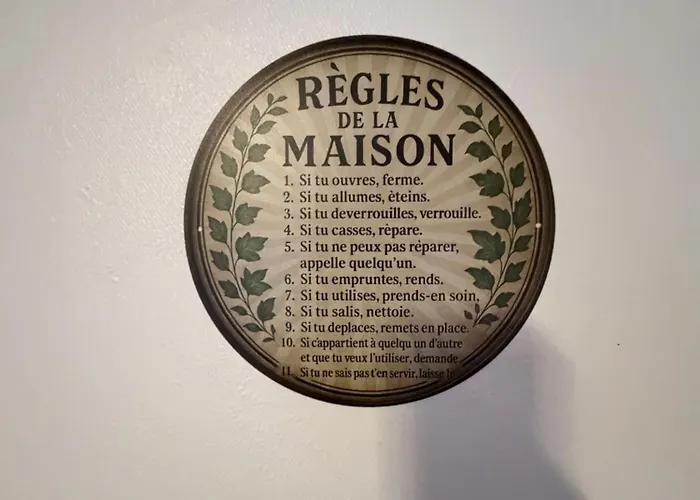 RÈGLES
DE LA
MAISON
1. Si tu ouvres, ferme.
2. Si tu allumes, èteins.
3. Si tu deverrouilles, verrouille.
4. Si tu casses, rèpare.
5. Si tu ne peux pas réparer,
appelle quelqu'un.
6. Si tu empruntes, rends.
7. Si tu utilises, prends-en soin.
8. Si tu salis, nettoie.
9. Si tu deplaces, remets en place.
10. Si c'appartient à quelqu un d'autre
et que tu veux l'utiliser, demande.
11. Si tu ne sais pas t'en servir, laisse